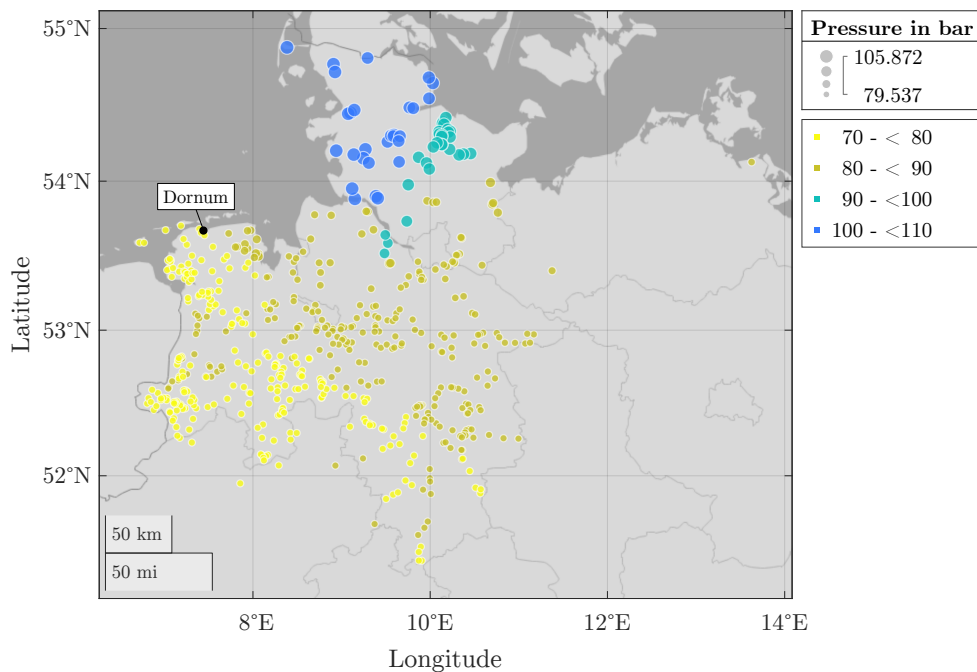 55°N
54°N
53°N
52°N
Latitude
Dornum
50 km
50 mi
8°E
10°E
12°E
14°E
Longitude
Pressure in bar
105.872
79.537
70 - < 80
80 - < 90
90 - <100
100 - <110